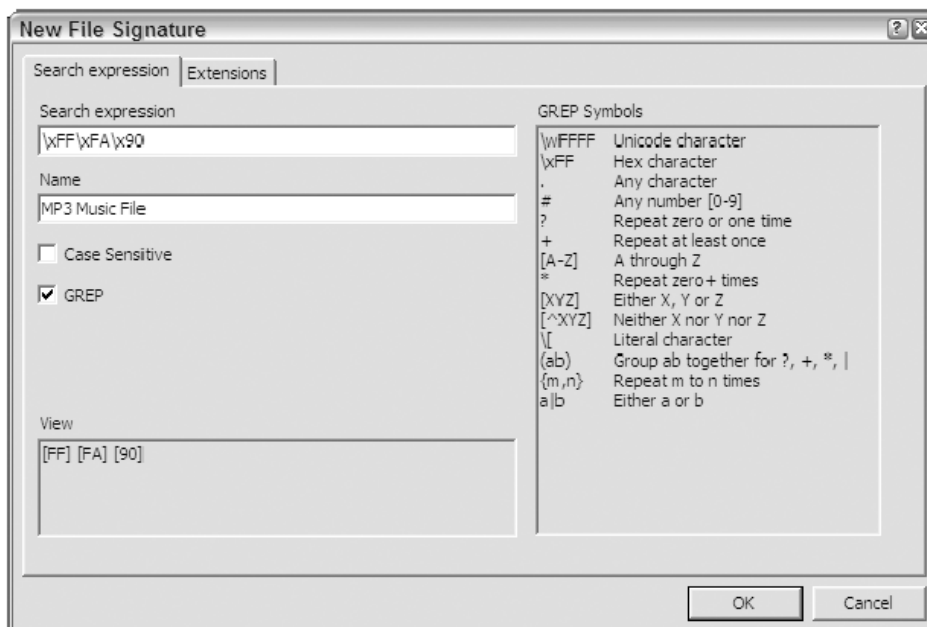 New File Signature
Search expression
Extensions
Search expression
\xFF\xFA\x90
Name
MP3 Music File
Case Sensitive
GREP
View
[FF] [FA] [90]
GREP Symbols
\wFFFF Unicode character
\xFF Hex character
. Any character
# Any number [0-9]
? Repeat zero or one time
+ Repeat at least once
[A-Z] A through Z
* Repeat zero+ times
[XYZ] Either X, Y or Z
[^XYZ] Neither X nor Y nor Z
\[ Literal character
(ab) Group ab together for ?, +, *, |
{m,n} Repeat m to n times
a|b Either a or b
OK
Cancel